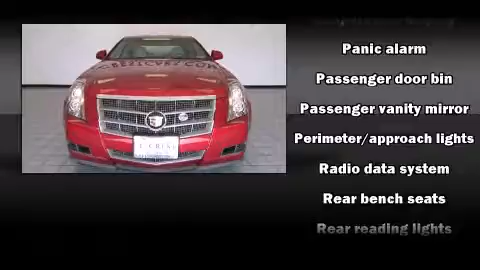 Panic alarm
Passenger door bin
Passenger vanity mirror
Perimeter/approach lights
Radio data system
Rear bench seats
Rear reading lights